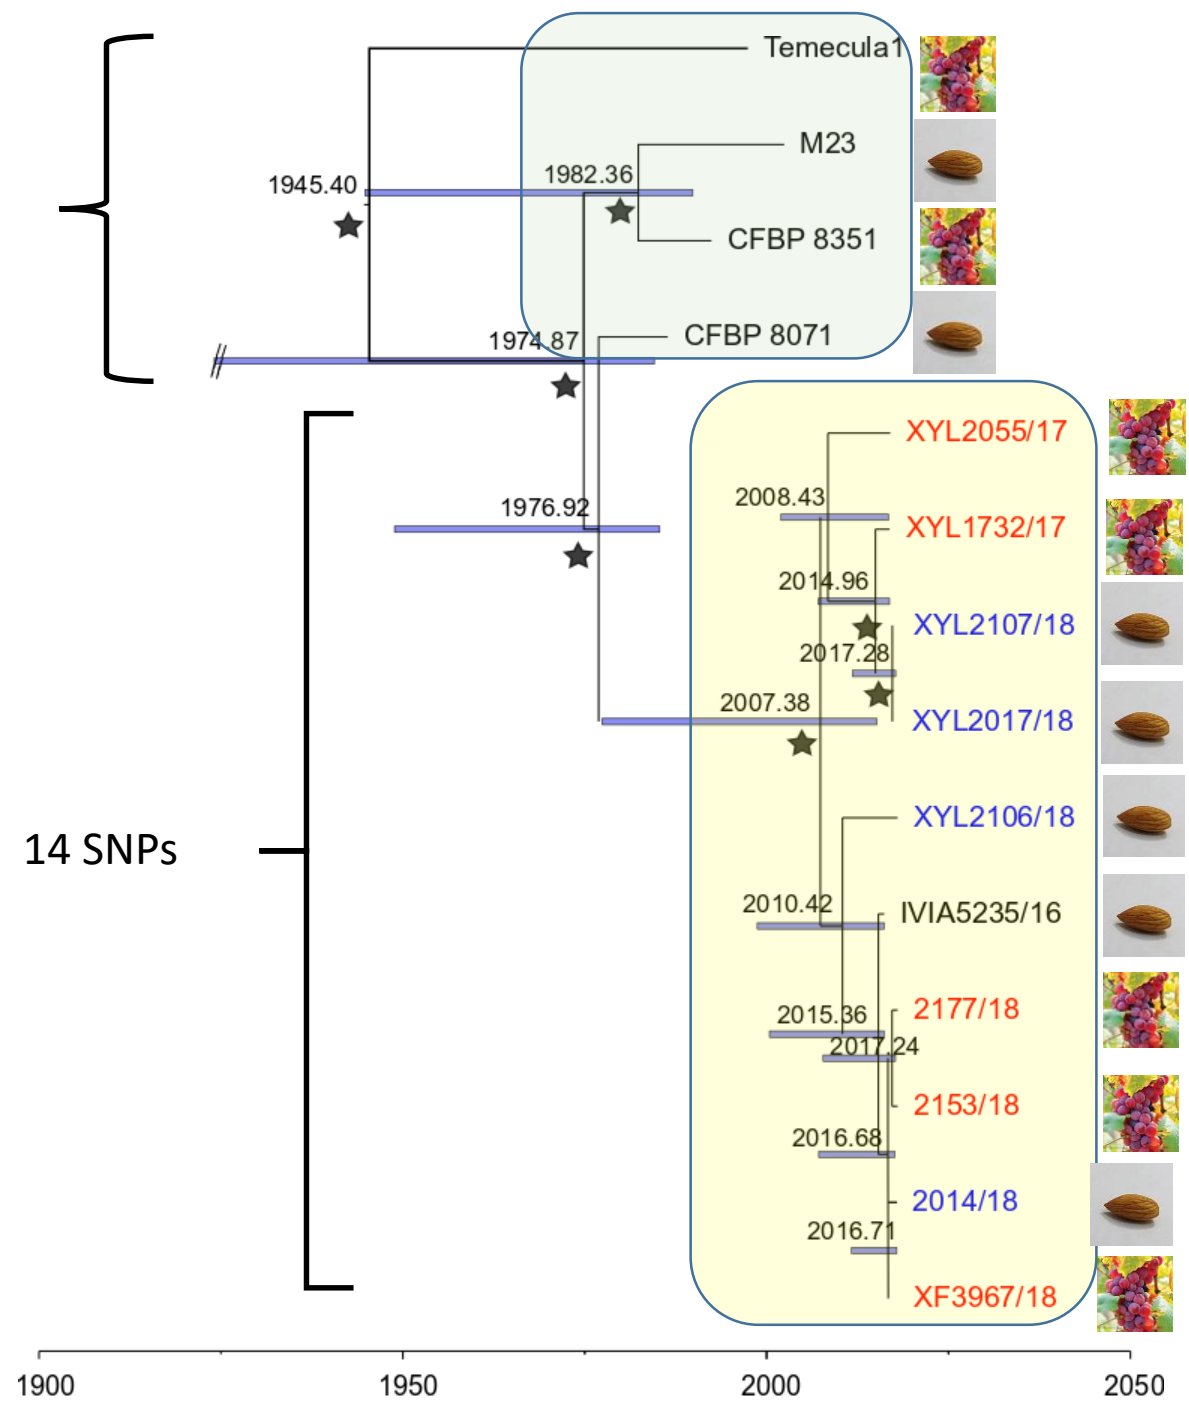 Temecula1
M23
1982.36
1945.40
CFBP 8351
1974.87
CFBP 8071
XYL2055/17
2008.43
1976.92
XYL1732/17
2014.96
XYL2107/18
2017.28
2007.38
XYL2017/18
XYL2106/18
14 SNPs
2010.42
IVIA5235/16
2177/18
2015.36
2017.24
2153/18
2016.68
2014/18
2016.71
XF3967/18
1900 1950 2000 2050